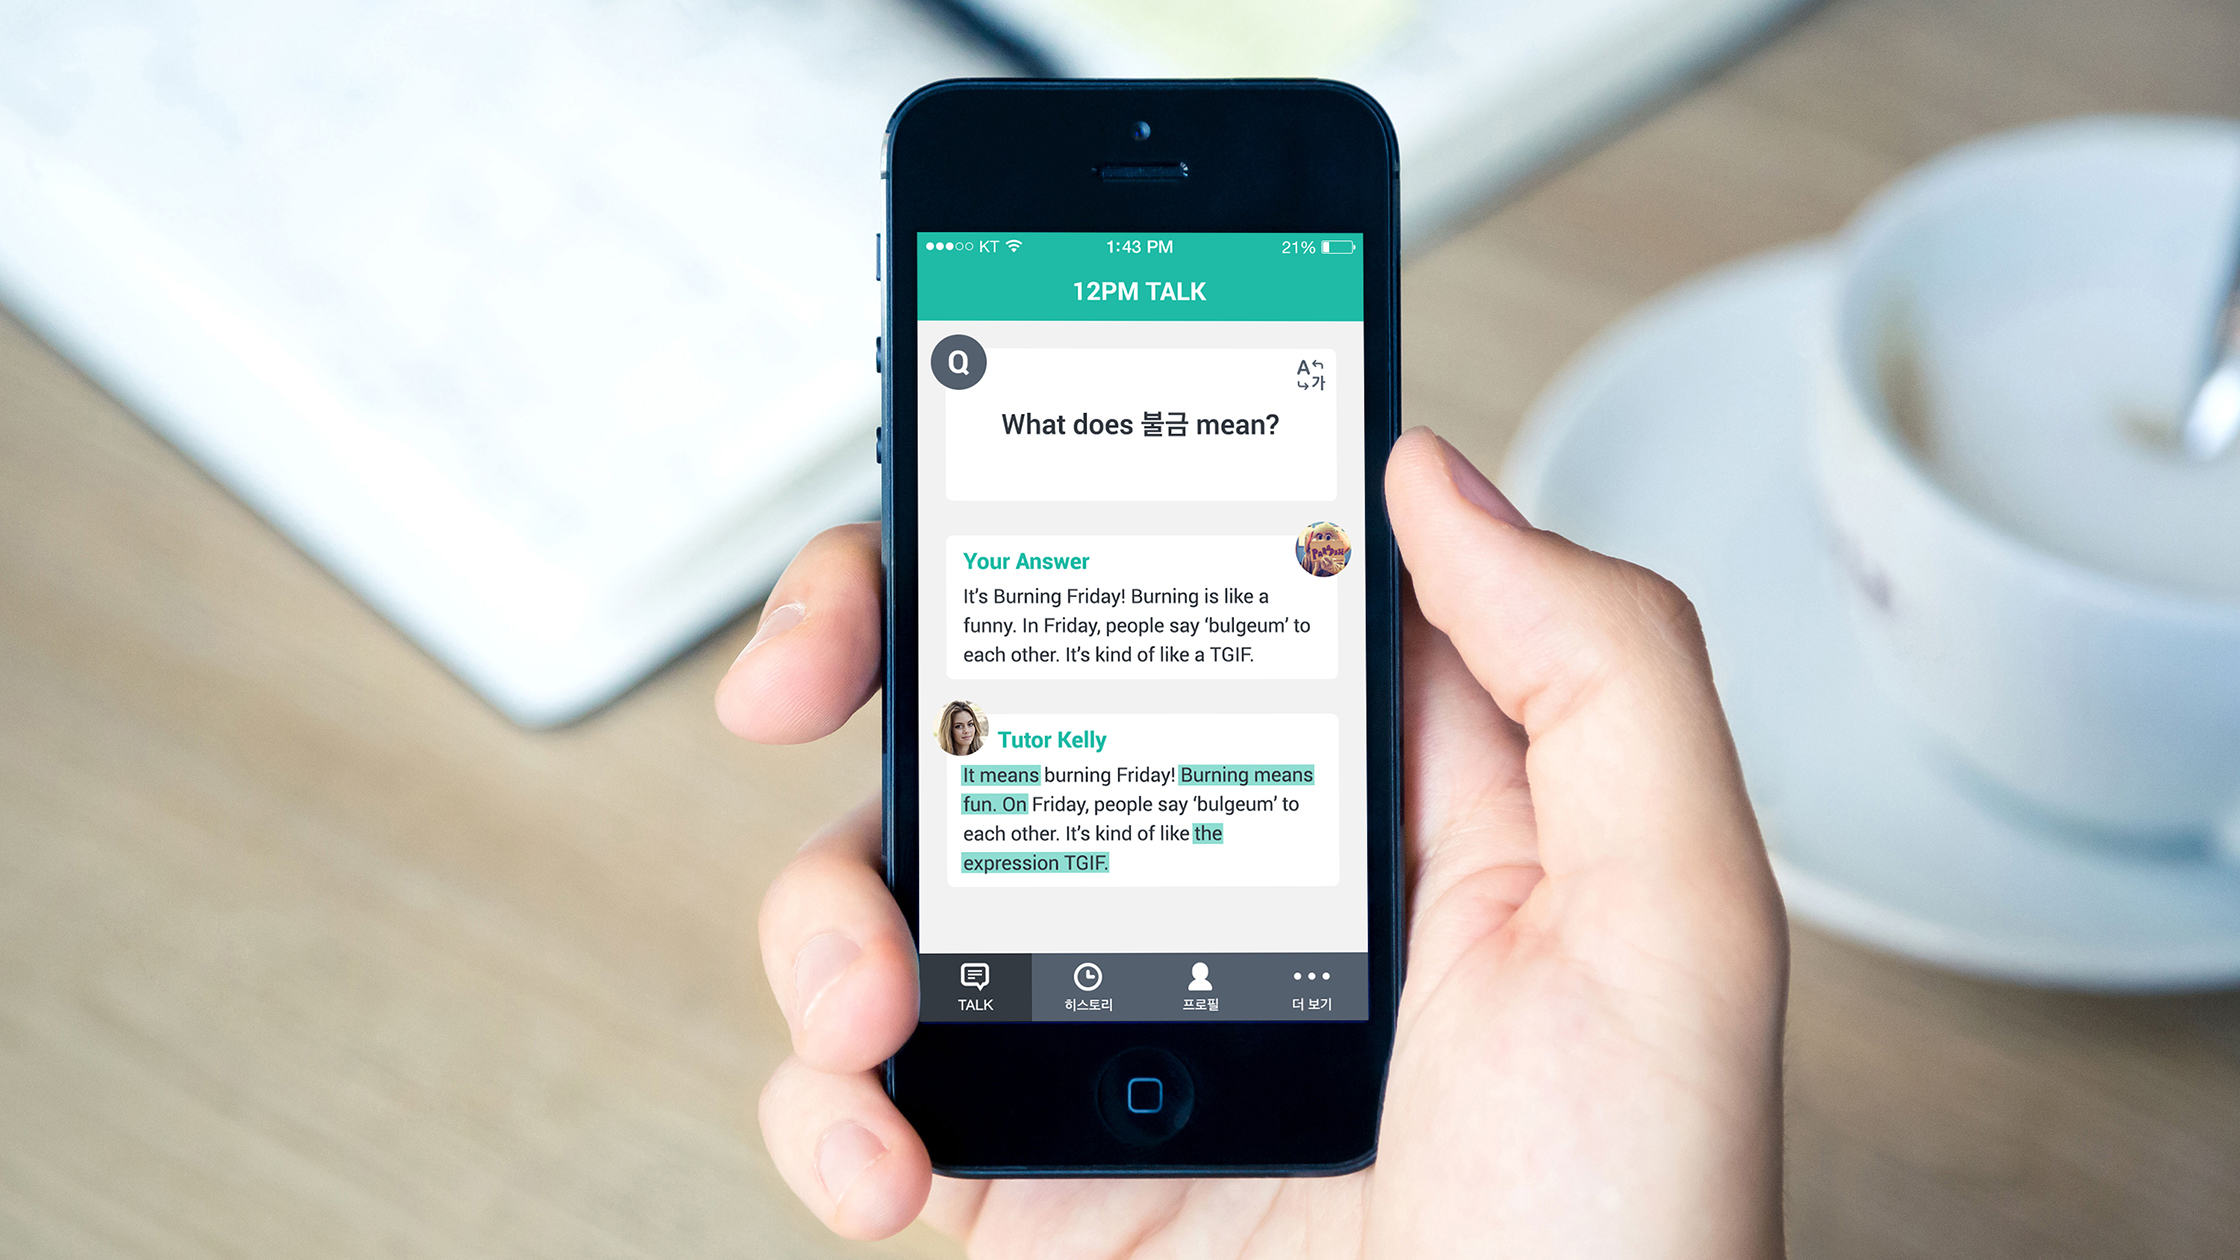 KT 1:43 PM 21%
12PM TALK
Q
A
가
What does 불금 mean?
Your Answer
It's Burning Friday! Burning is like a
funny. In Friday, people say ‘bulgeum’ to
each other. It's kind of like a TGIF.
Tutor Kelly
It means burning Friday! Burning means
fun. On Friday, people say ‘bulgeum’ to
each other. It's kind of like the
expression TGIF.
TALK 히스토리 프로필 더 보기